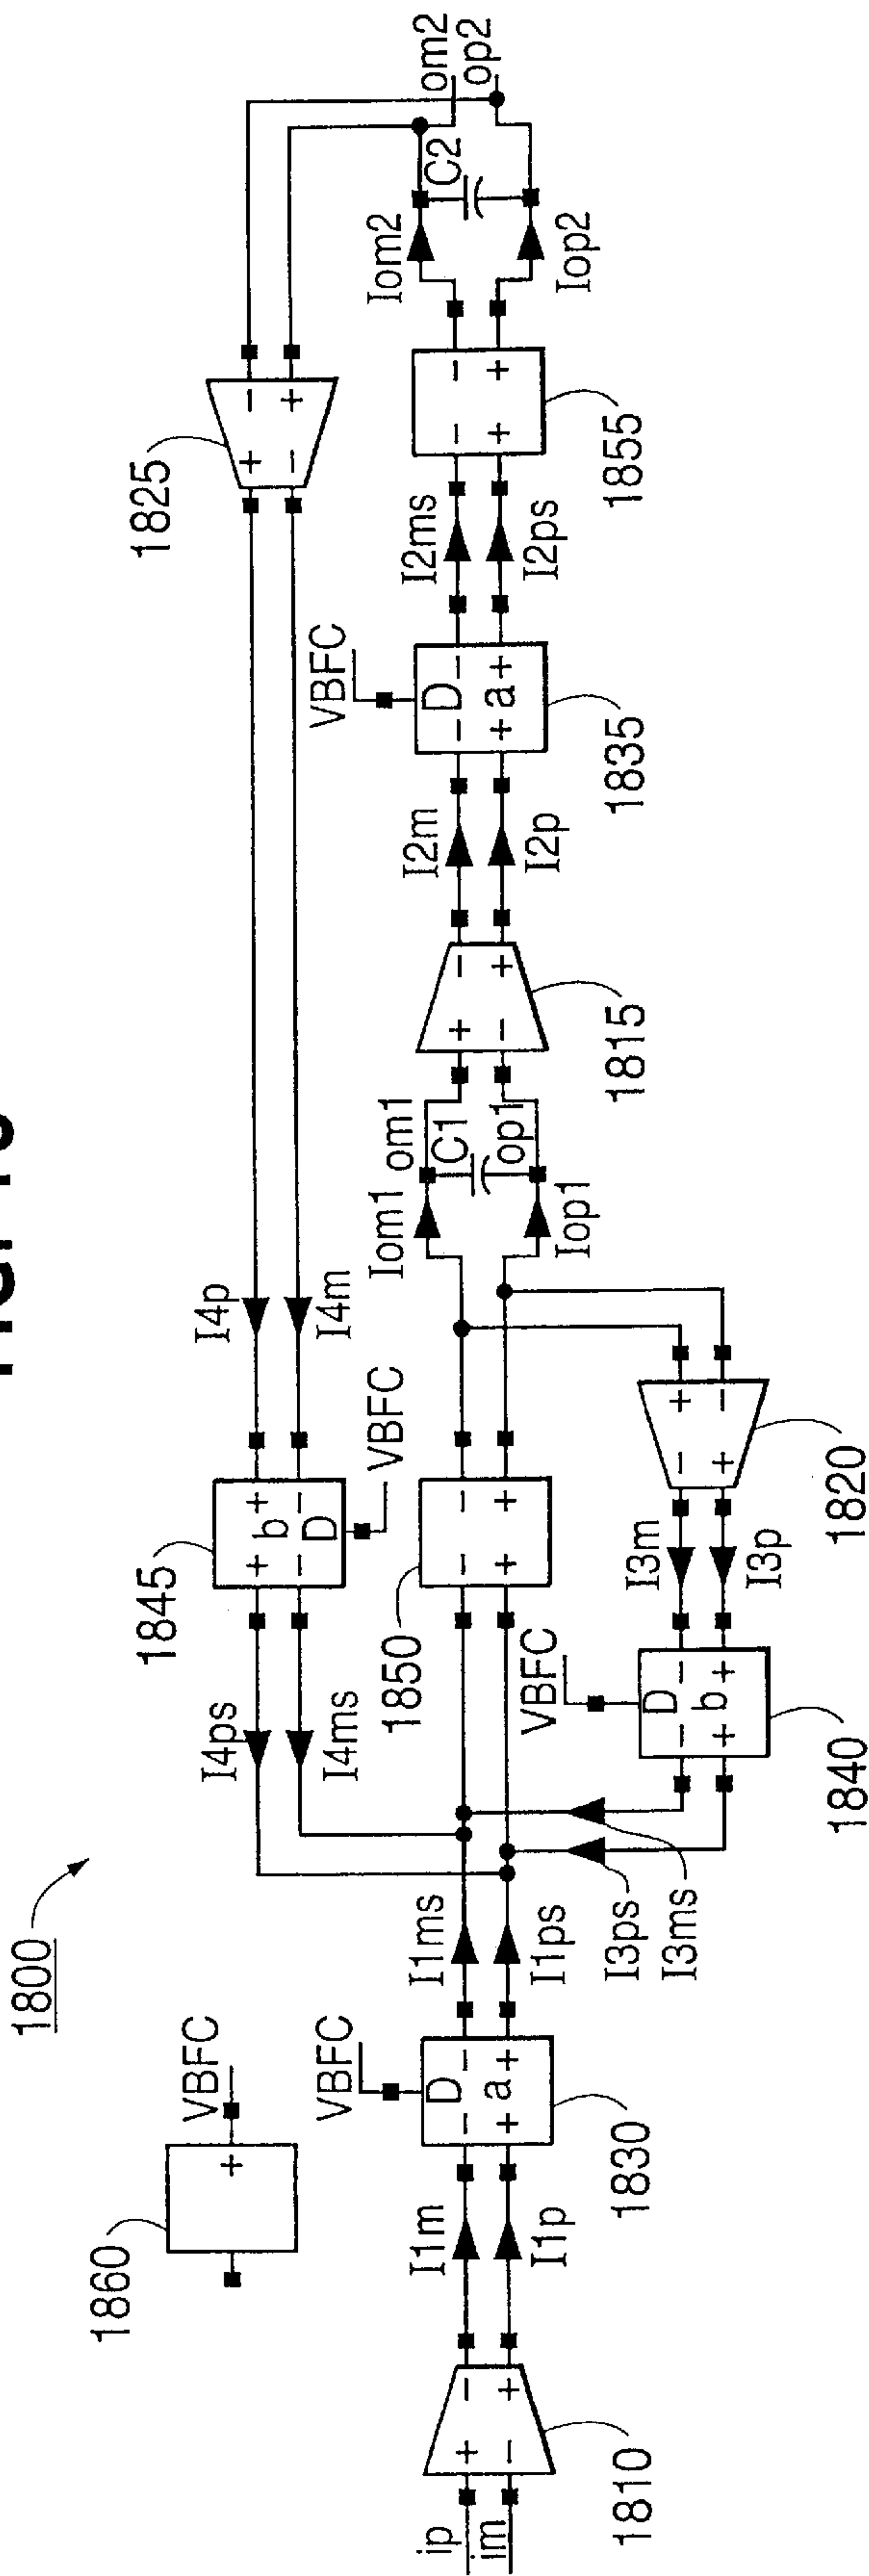 1800
1860
VBFC
+
ip
im
+ -
- +
1810
I1m
I1p
VBFC
D
- -
a
+ +
1830
I1ms
I1ps
I3ps
I3ms
I4ps
I4ms
1845
+ +
b
- -
D
VBFC
I4p
I4m
1850
- -
+ +
VBFC
D
- -
b
+ +
1840
I3m
I3p
- +
+ -
1820
Iom1
om1
C1
op1
Iop1
+ -
- +
1815
I2m
I2p
VBFC
D
- -
a
+ +
1835
I2ms
I2ps
1825
+ -
- +
- -
+ +
1855
Iom2
C2
Iop2
om2
op2